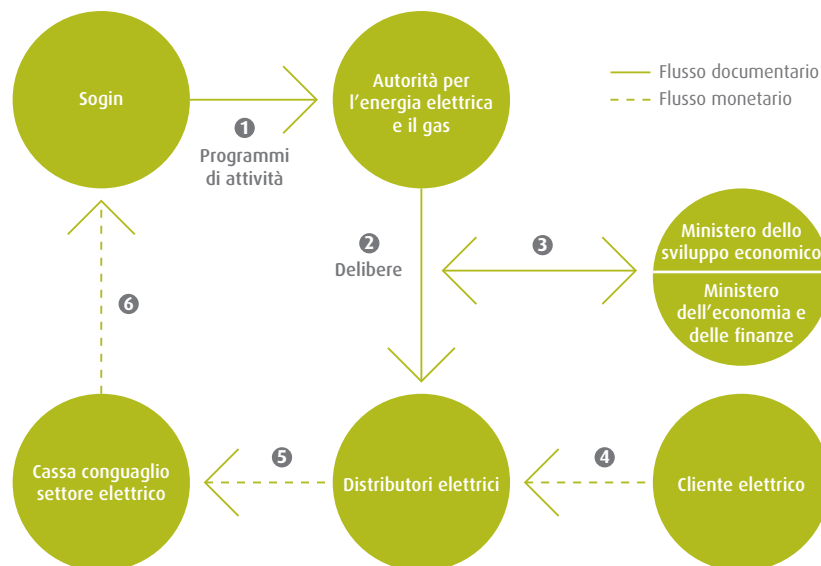 Sogin
Autorità per
l'energia elettrica
e il gas
Flusso documentario
Flusso monetario
1
Programmi
di attività
2
Delibere
3
Ministero dello
sviluppo economico
Ministero
dell'economia e
delle finanze
6
Cassa conguaglio
settore elettrico
5
Distributori elettrici
4
Cliente elettrico